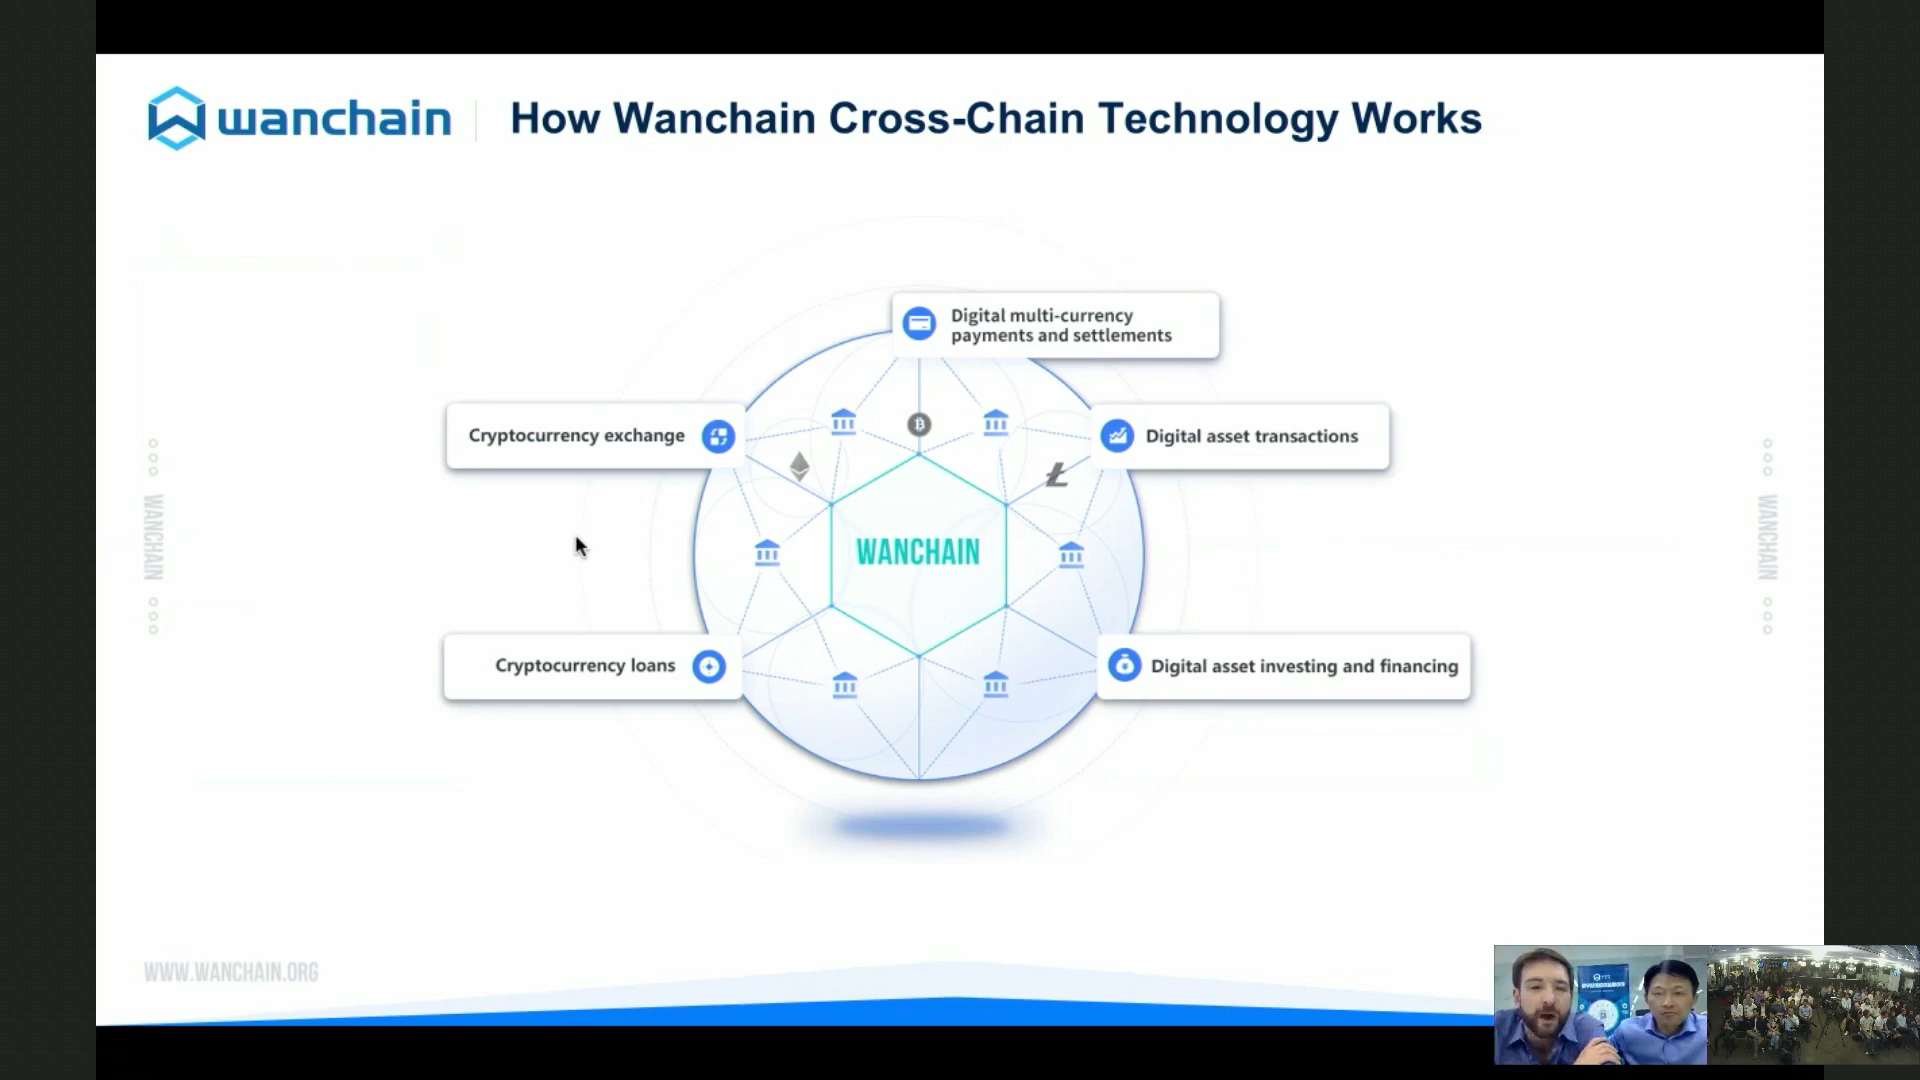 wanchain
How Wanchain Cross-Chain Technology Works
Digital multi-currency
payments and settlements
Cryptocurrency exchange
Digital asset transactions
WANCHAIN
WANCHAIN
WANCHAIN
Cryptocurrency loans
Digital asset investing and financing
WWW.WANCHAIN.ORG